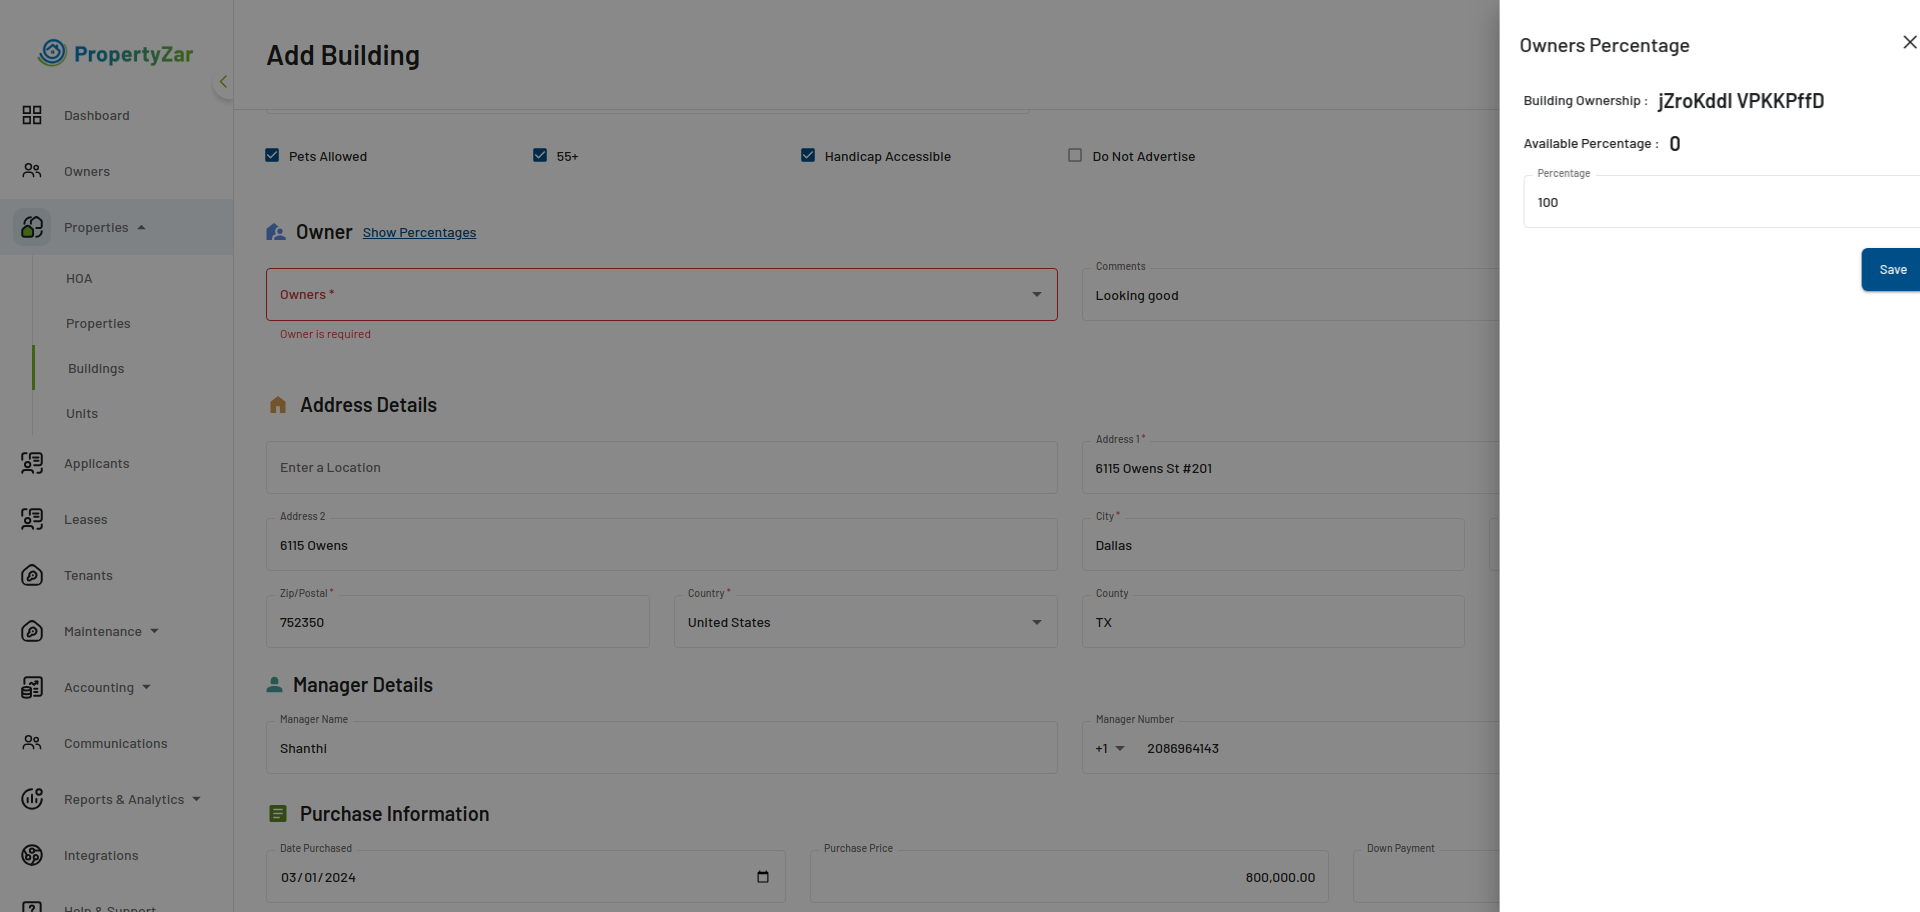 PropertyZar
Dashboard
Owners
Properties
HOA
Properties
Buildings
Units
Applicants
Leases
Tenants
Maintenance
Accounting
Communications
Reports & Analytics
Integrations
Help & Support
Add Building
Pets Allowed
55+
Handicap Accessible
Do Not Advertise
Owner Show Percentages
Owners *
Owner is required
Comments
Looking good
Address Details
Enter a Location
Address 1 *
6115 Owens St #201
Address 2
6115 Owens
City *
Dallas
Zip/Postal *
752350
Country *
United States
County
TX
Manager Details
Manager Name
Shanthi
Manager Number
+1 2086964143
Purchase Information
Date Purchased
03/01/2024
Purchase Price
800,000.00
Down Payment
Owners Percentage
Building Ownership : jZroKddI VPKKPffD
Available Percentage : 0
Percentage
100
Save